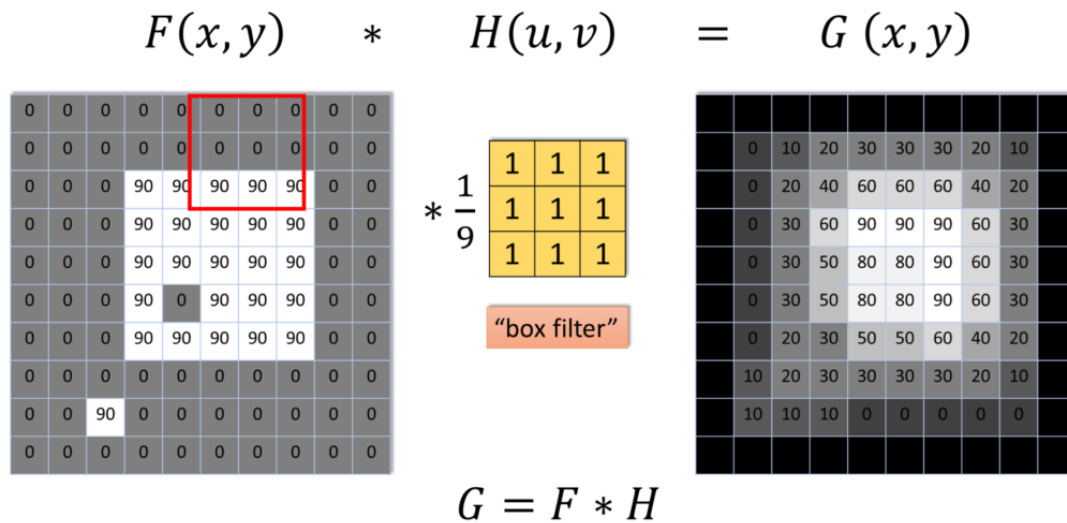 F(x, y) * H(u, v) = G (x, y)
0 0 0 0 0 0 0 0 0 0
0 0 0 0 0 0 0 0 0 0
0 0 0 90 90 90 90 90 0 0
0 0 0 90 90 90 90 90 0 0
0 0 0 90 90 90 90 90 0 0
0 0 0 90 0 90 90 90 0 0
0 0 0 90 90 90 90 90 0 0
0 0 0 0 0 0 0 0 0 0
0 0 90 0 0 0 0 0 0 0
0 0 0 0 0 0 0 0 0 0
* 1/9
1 1 1
1 1 1
1 1 1
“box filter”
0 10 20 30 30 30 20 10
0 20 40 60 60 60 40 20
0 30 60 90 90 90 60 30
0 30 50 80 80 90 60 30
0 30 50 80 80 90 60 30
0 20 30 50 50 60 40 20
10 20 30 30 30 30 20 10
10 10 10 0 0 0 0 0
G = F * H